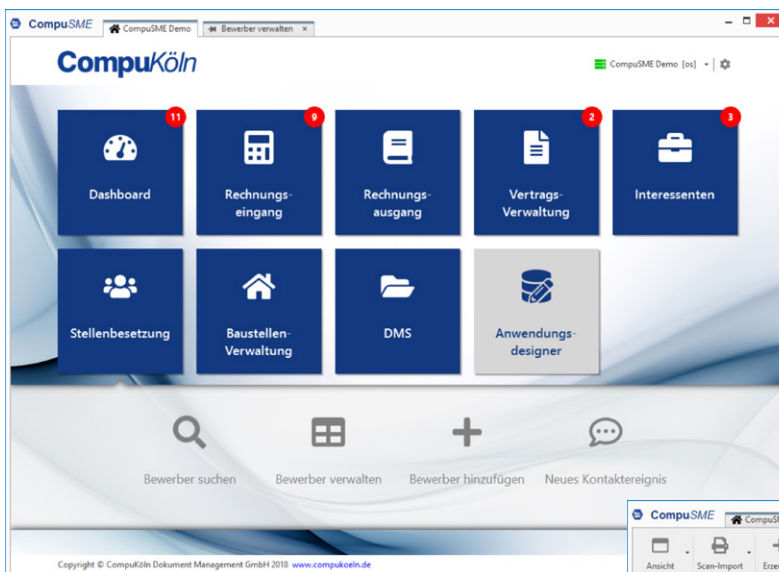 CompuSME CompuSME Demo Bewerber verwalten ×
CompuKöln
CompuSME Demo [os]
11 9 2 3
Dashboard
Rechnungs-
eingang
Rechnungs-
ausgang
Vertrags-
Verwaltung
Interessenten
Stellenbesetzung
Baustellen-
Verwaltung
DMS
Anwendungs-
designer
Bewerber suchen Bewerber verwalten Bewerber hinzufügen Neues Kontaktereignis
Copyright © CompuKöln Dokument Management GmbH 2018 www.compukoeln.de
CompuSME
Ansicht Scan-Import